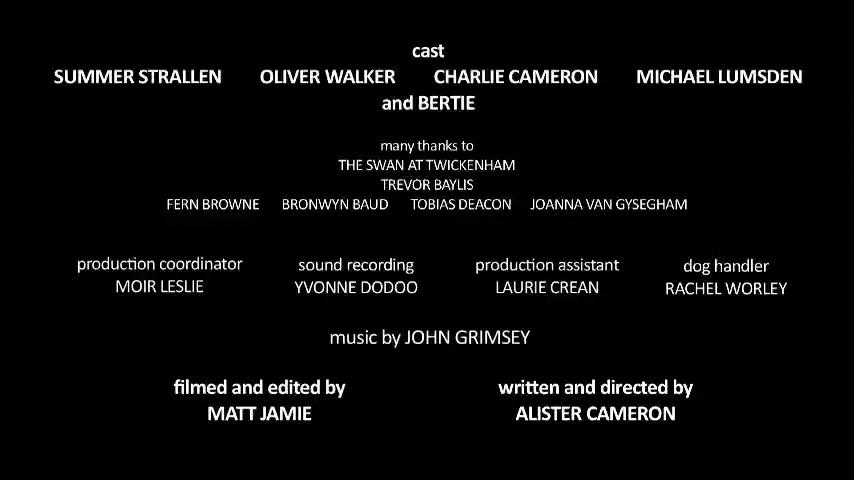 cast
SUMMER STRALLEN OLIVER WALKER CHARLIE CAMERON MICHAEL LUMSDEN
and BERTIE
many thanks to
THE SWAN AT TWICKENHAM
TREVOR BAYLIS
FERN BROWNE BRONWYN BAUD TOBIAS DEACON JOANNA VAN GYSEGHAM
production coordinator sound recording production assistant dog handler
MOIR LESLIE YVONNE DODOO LAURIE CREAN RACHEL WORLEY
music by JOHN GRIMSEY
filmed and edited by written and directed by
MATT JAMIE ALISTER CAMERON